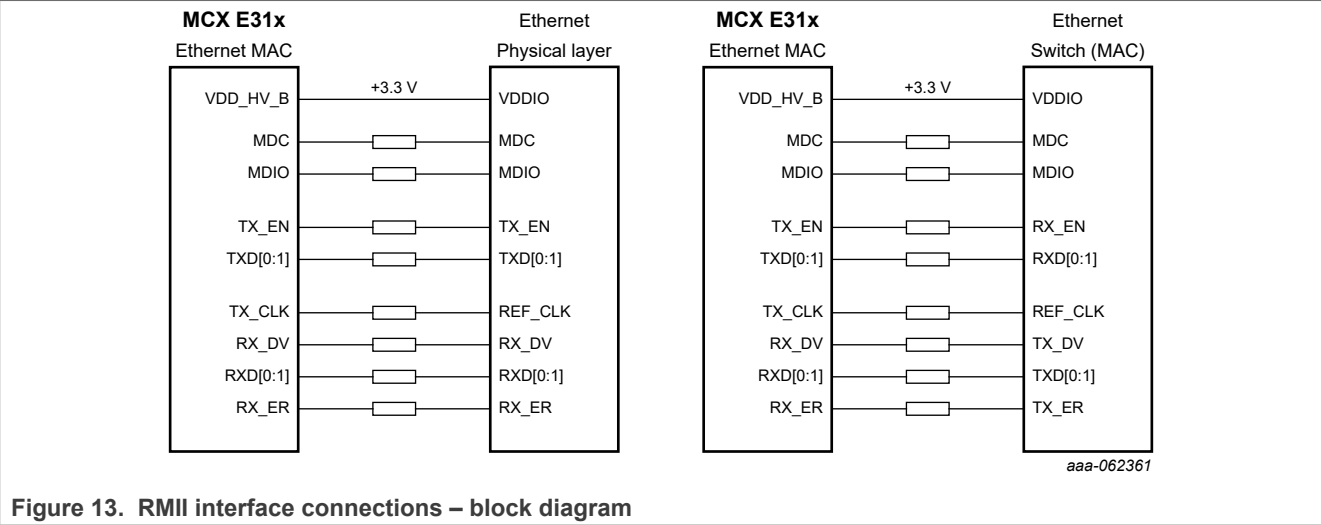 MCX E31x Ethernet MCX E31x Ethernet
Ethernet MAC Physical layer Ethernet MAC Switch (MAC)
VDD_HV_B +3.3 V VDDIO VDD_HV_B +3.3 V VDDIO
MDC MDC MDC MDC
MDIO MDIO MDIO MDIO
TX_EN TX_EN TX_EN RX_EN
TXD[0:1] TXD[0:1] TXD[0:1] RXD[0:1]
TX_CLK REF_CLK TX_CLK REF_CLK
RX_DV RX_DV RX_DV TX_DV
RXD[0:1] RXD[0:1] RXD[0:1] TXD[0:1]
RX_ER RX_ER RX_ER TX_ER
aaa-062361
Figure 13. RMII interface connections – block diagram